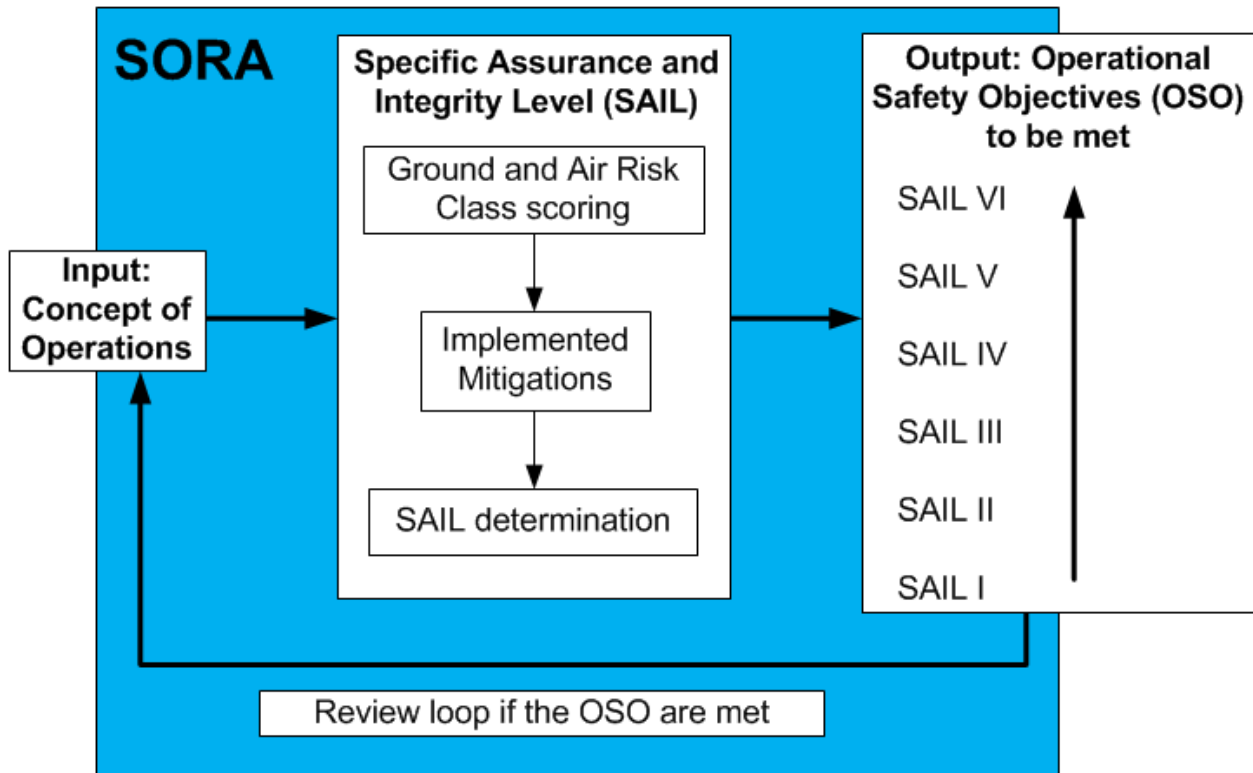 SORA
Specific Assurance and
Integrity Level (SAIL)
Ground and Air Risk
Class scoring
Implemented
Mitigations
SAIL determination
Input:
Concept of
Operations
Output: Operational
Safety Objectives (OSO)
to be met
SAIL VI
SAIL V
SAIL IV
SAIL III
SAIL II
SAIL I
Review loop if the OSO are met